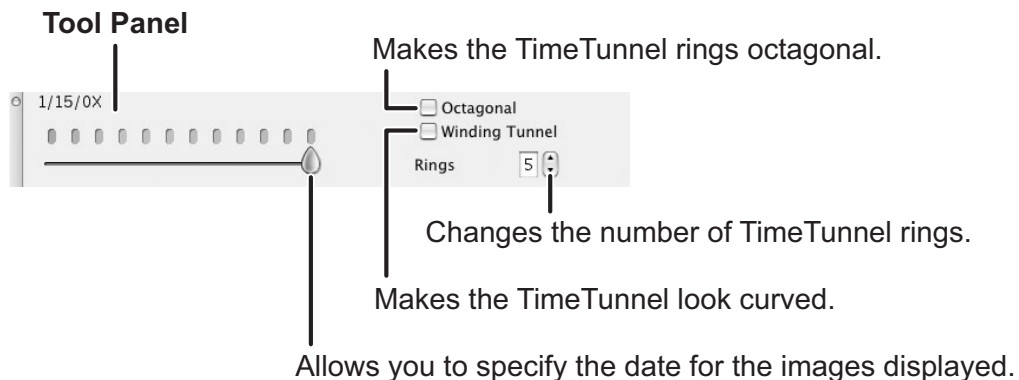 Tool Panel
Makes the TimeTunnel rings octagonal.
1/15/0X
Octagonal
Winding Tunnel
Rings 5
Changes the number of TimeTunnel rings.
Makes the TimeTunnel look curved.
Allows you to specify the date for the images displayed.